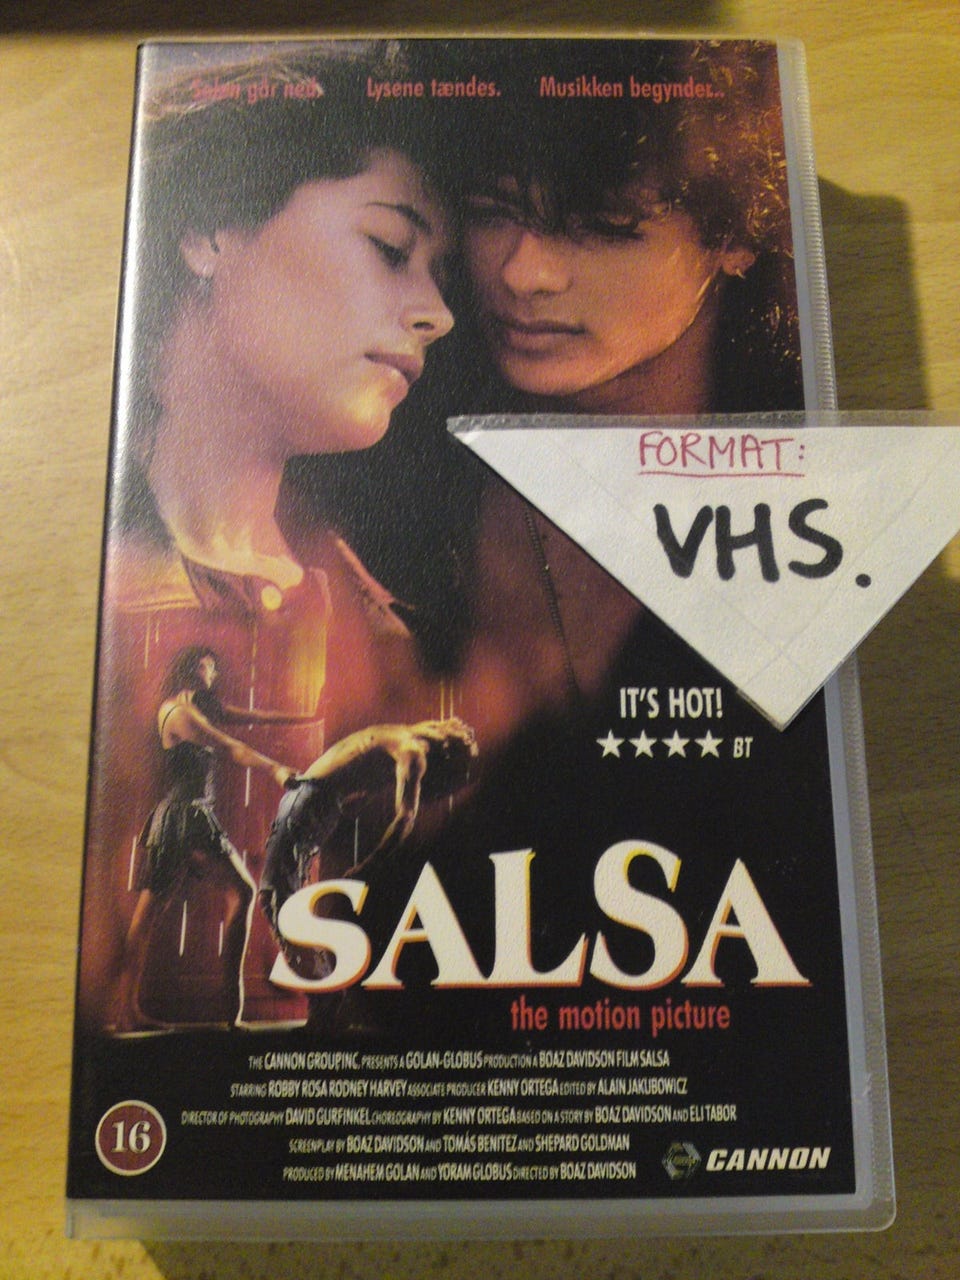 Solen går ned. Lysene tændes. Musikken begynder..
FORMAT:
VHS.
IT'S HOT!
★★★★ BT
SALSA
the motion picture
THE CANNON GROUP INC. PRESENTS A GOLAN-GLOBUS PRODUCTION A BOAZ DAVIDSON FILM SALSA
STARRING ROBBY ROSA RODNEY HARVEY ASSOCIATE PRODUCER KENNY ORTEGA EDITED BY ALAIN JAKUBOWICZ
DIRECTOR OF PHOTOGRAPHY DAVID GURFINKEL CHOREOGRAPHY BY KENNY ORTEGA BASED ON A STORY BY BOAZ DAVIDSON AND ELI TABOR
SCREENPLAY BY BOAZ DAVIDSON AND TOMÁS BENITEZ AND SHEPARD GOLDMAN
PRODUCED BY MENAHEM GOLAN AND YORAM GLOBUS DIRECTED BY BOAZ DAVIDSON
16
CANNON